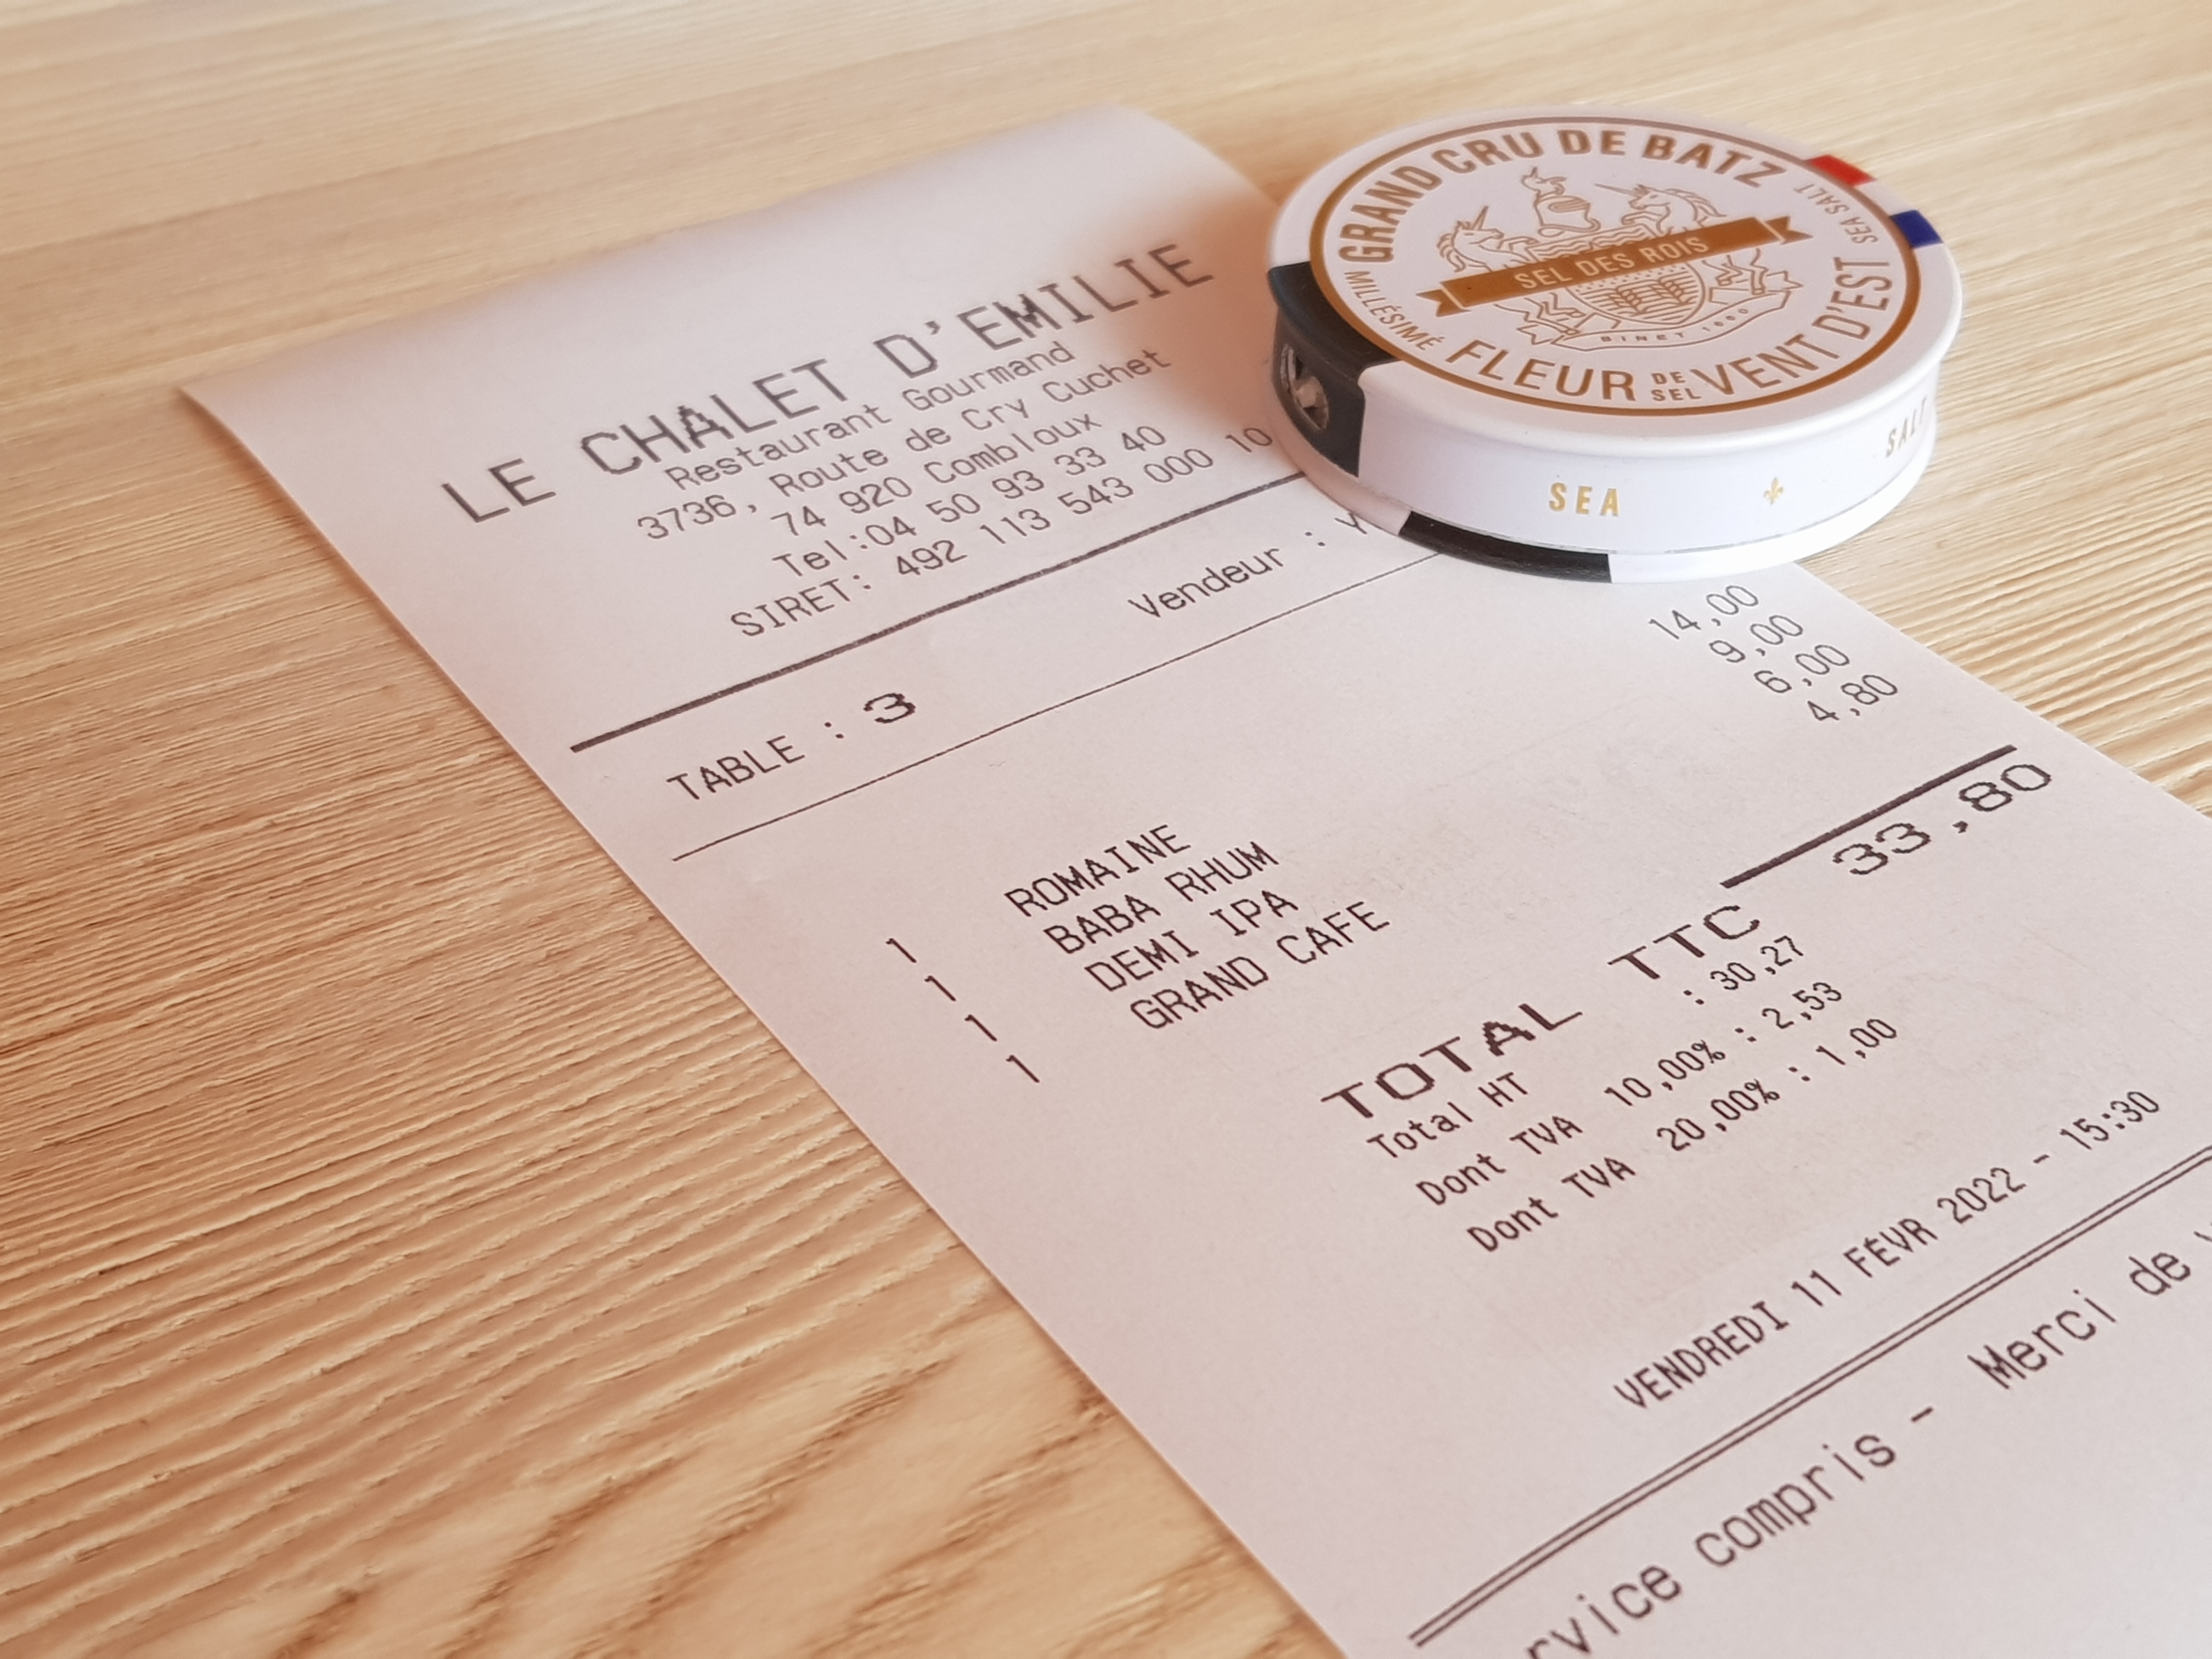 LE CHALET D'EMILIE
Restaurant Gourmand
3736, Route de Cry Cuchet
74 920 Combloux
Tel:04 50 93 33 40
SIRET: 492 113 543 000 10
TABLE : 3 Vendeur : Y
1 ROMAINE 14,00
1 BABA RHUM 9,00
1 DEMI IPA 6,00
1 GRAND CAFE 4,80
TOTAL TTC 33,80
Total HT : 30,27
Dont TVA 10,00% : 2,53
Dont TVA 20,00% : 1,00
VENDREDI 11 FÉVR 2022 - 15:30
rvice compris - Merci de
GRAND CRU DE BATZ
SEA SALT
SEL DES ROIS
BINET 1660
MILLÉSIMÉ
FLEUR DE SEL VENT D'EST
SEA SALT